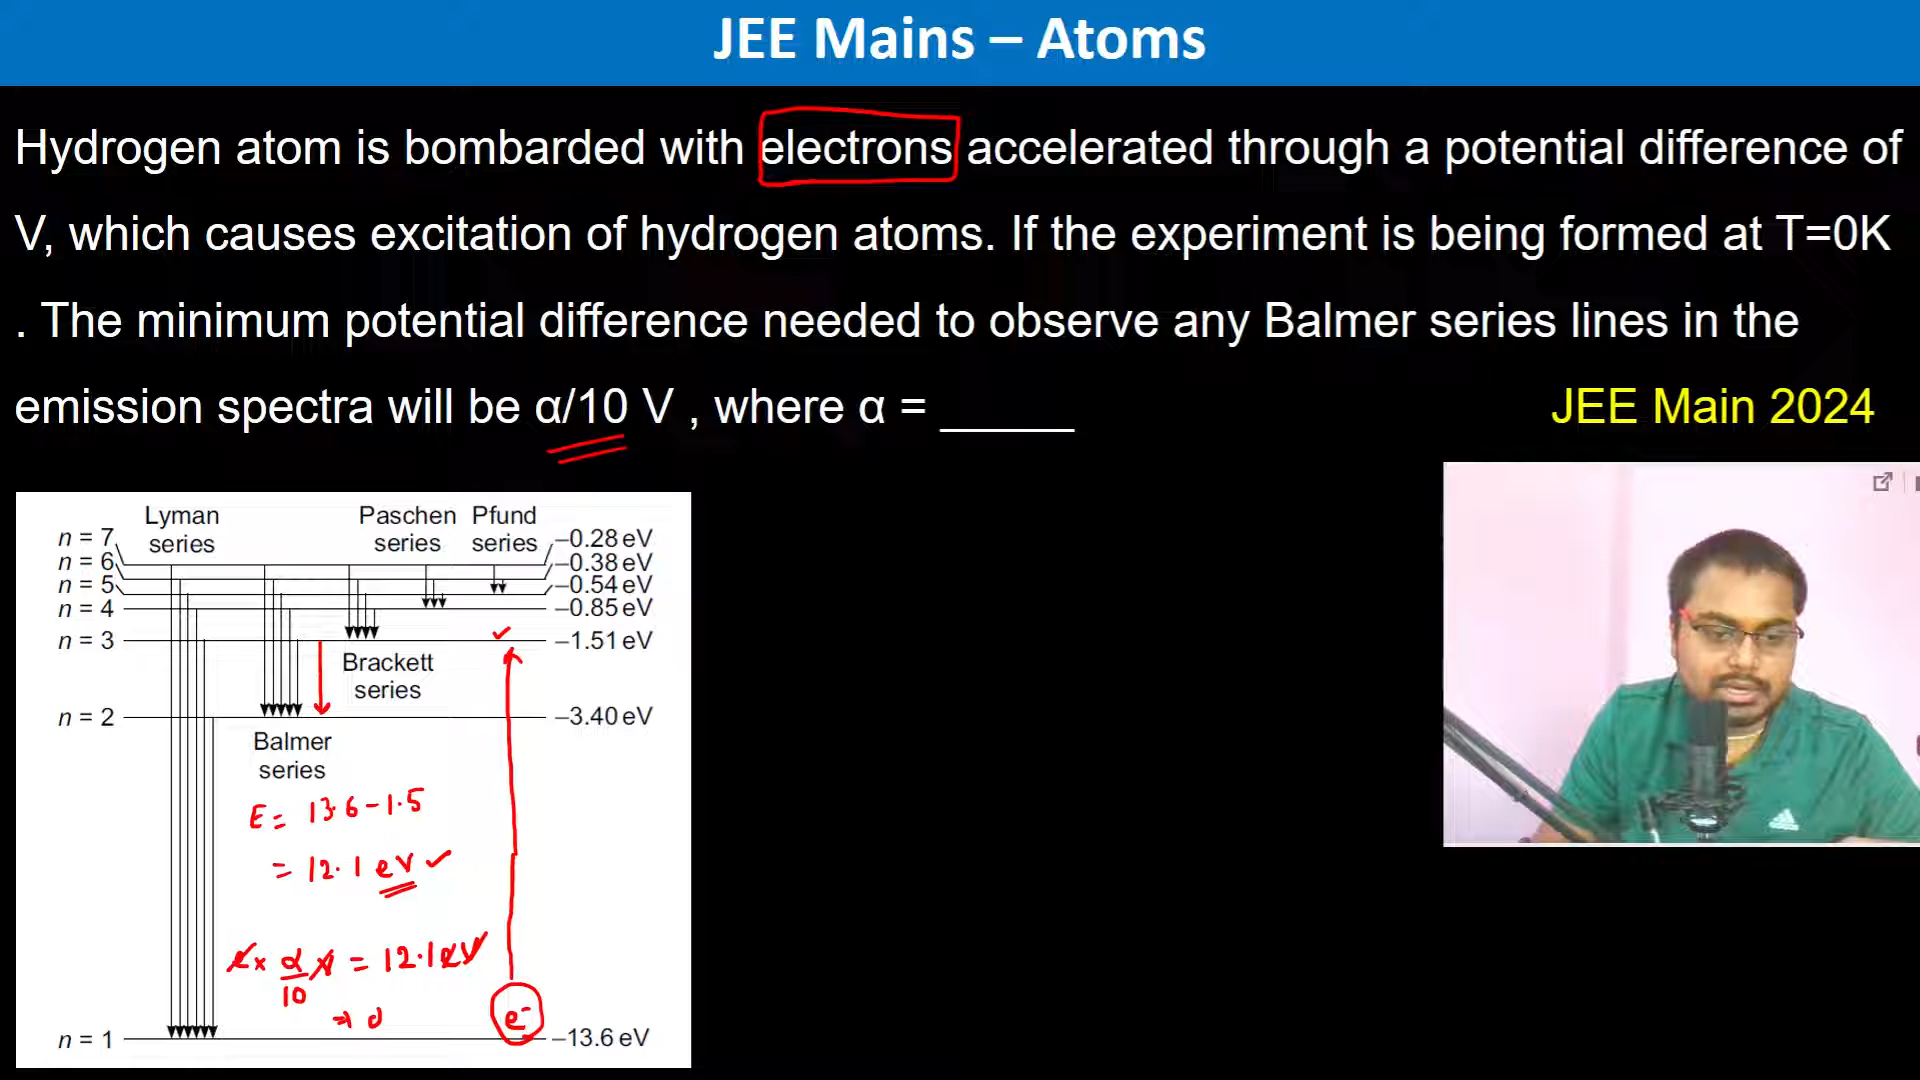 JEE Mains – Atoms
Hydrogen atom is bombarded with electrons accelerated through a potential difference of
V, which causes excitation of hydrogen atoms. If the experiment is being formed at T=0K
. The minimum potential difference needed to observe any Balmer series lines in the
emission spectra will be α/10 V , where α = ______
JEE Main 2024
Lyman series
Paschen series
Pfund series
n = 7
–0.28 eV
n = 6
–0.38 eV
n = 5
–0.54 eV
n = 4
–0.85 eV
n = 3
–1.51 eV
Brackett series
n = 2
–3.40 eV
Balmer series
E = 13.6 - 1.5
= 12.1 eV
e × α/10 V = 12.1 eV
⇒
e⁻
n = 1
–13.6 eV